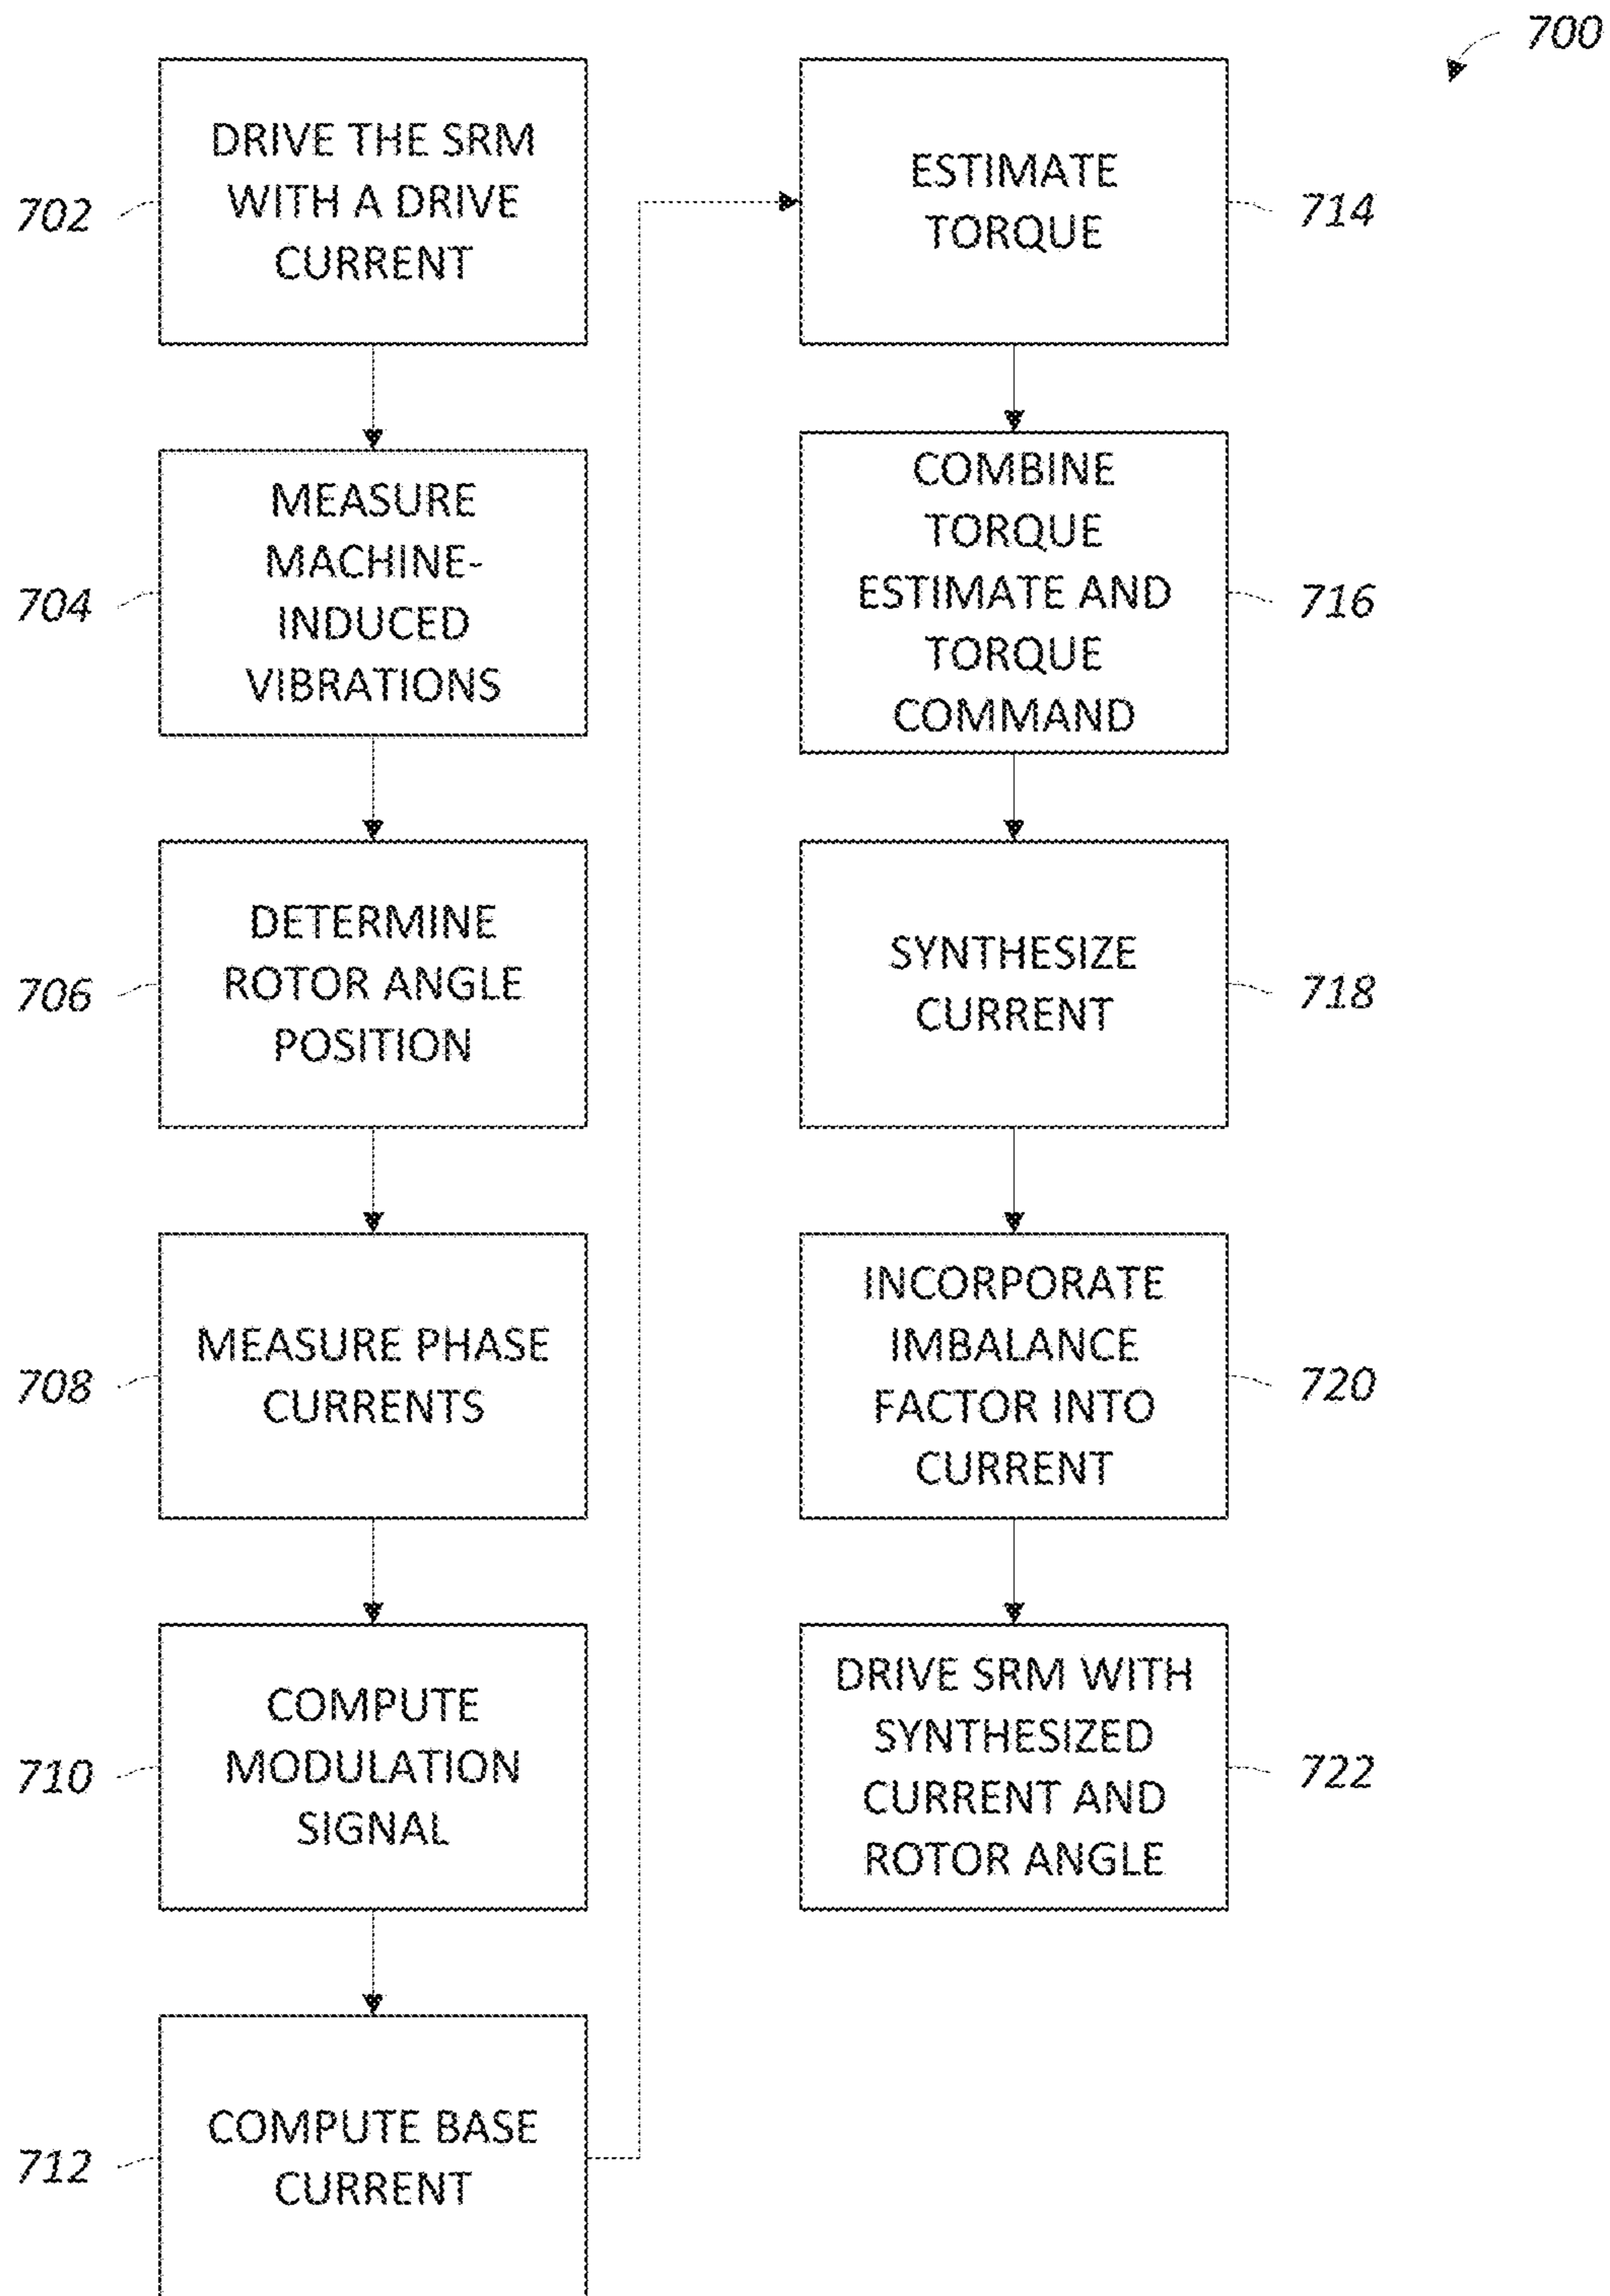 700
702
DRIVE THE SRM
WITH A DRIVE
CURRENT
704
MEASURE
MACHINE-
INDUCED
VIBRATIONS
706
DETERMINE
ROTOR ANGLE
POSITION
708
MEASURE PHASE
CURRENTS
710
COMPUTE
MODULATION
SIGNAL
712
COMPUTE BASE
CURRENT
ESTIMATE
TORQUE
714
COMBINE
TORQUE
ESTIMATE AND
TORQUE
COMMAND
716
SYNTHESIZE
CURRENT
718
INCORPORATE
IMBALANCE
FACTOR INTO
CURRENT
720
DRIVE SRM WITH
SYNTHESIZED
CURRENT AND
ROTOR ANGLE
722